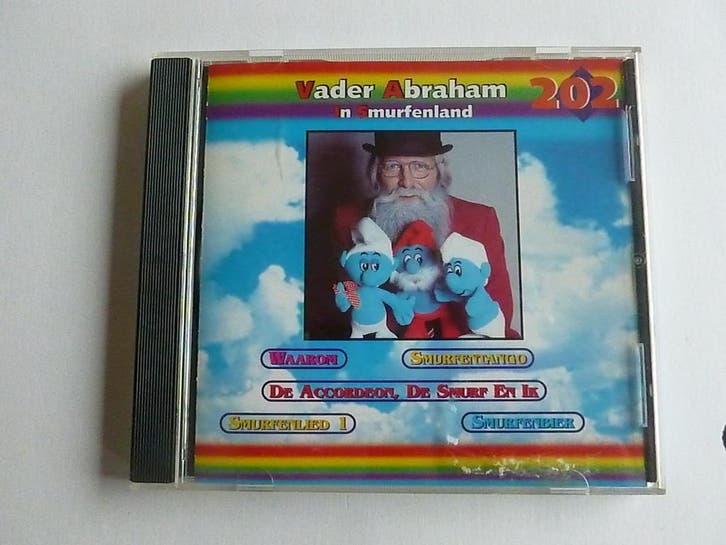 Vader Abraham
In Smurfenland
202
Waarom
Smurfentango
De Accordeon, De Smurf En Ik
Smurfenlied 1
Smurfenbier